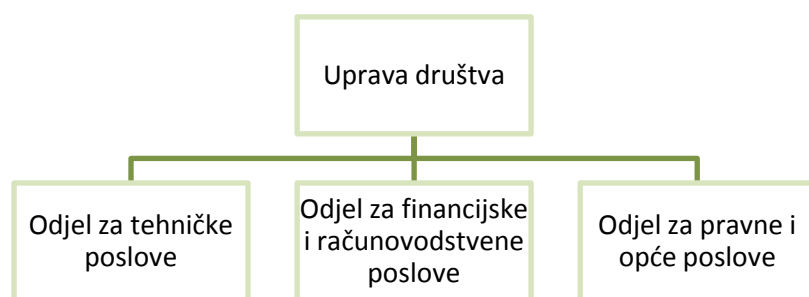 Uprava društva
Odjel za tehničke
poslove
Odjel za financijske
i računovodstvene
poslove
Odjel za pravne i
opće poslove